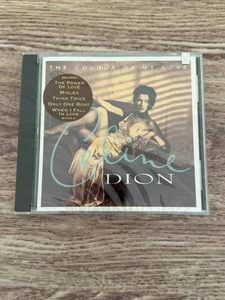 THE COLOUR OF MY LOVE
INCLUDES
THE POWER
OF LOVE
MISLED
THINK TWICE
ONLY ONE ROAD
WHEN I FALL
IN LOVE
Celine
DION